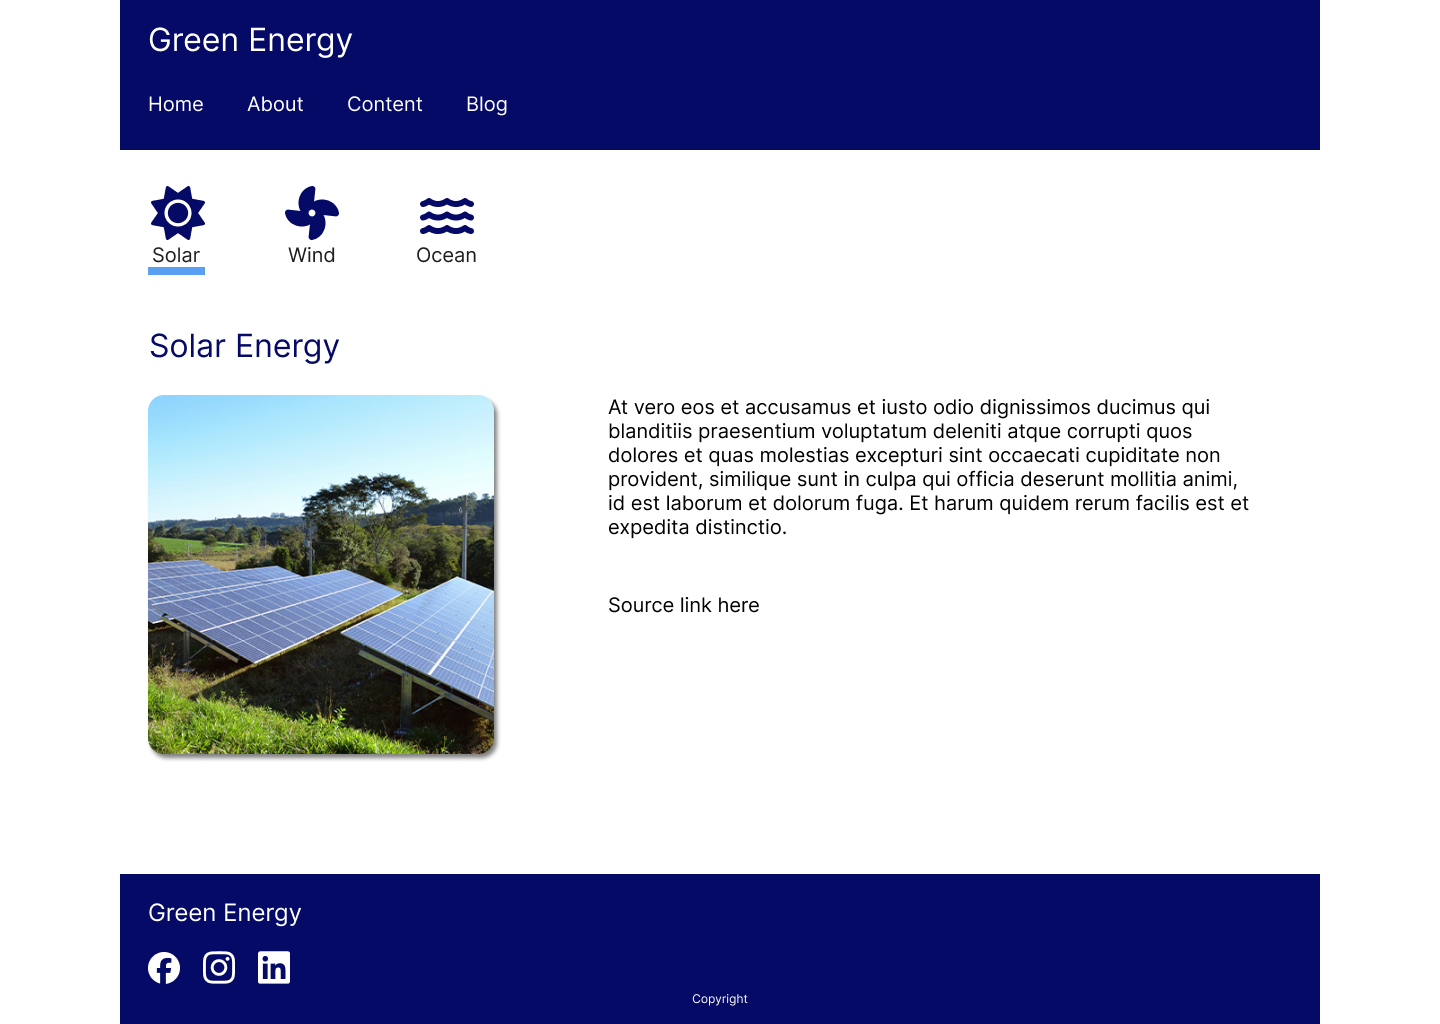 Green Energy
Home About Content Blog
Solar Wind Ocean
Solar Energy
At vero eos et accusamus et iusto odio dignissimos ducimus qui
blanditiis praesentium voluptatum deleniti atque corrupti quos
dolores et quas molestias excepturi sint occaecati cupiditate non
provident, similique sunt in culpa qui officia deserunt mollitia animi,
id est laborum et dolorum fuga. Et harum quidem rerum facilis est et
expedita distinctio.
Source link here
Green Energy
Copyright